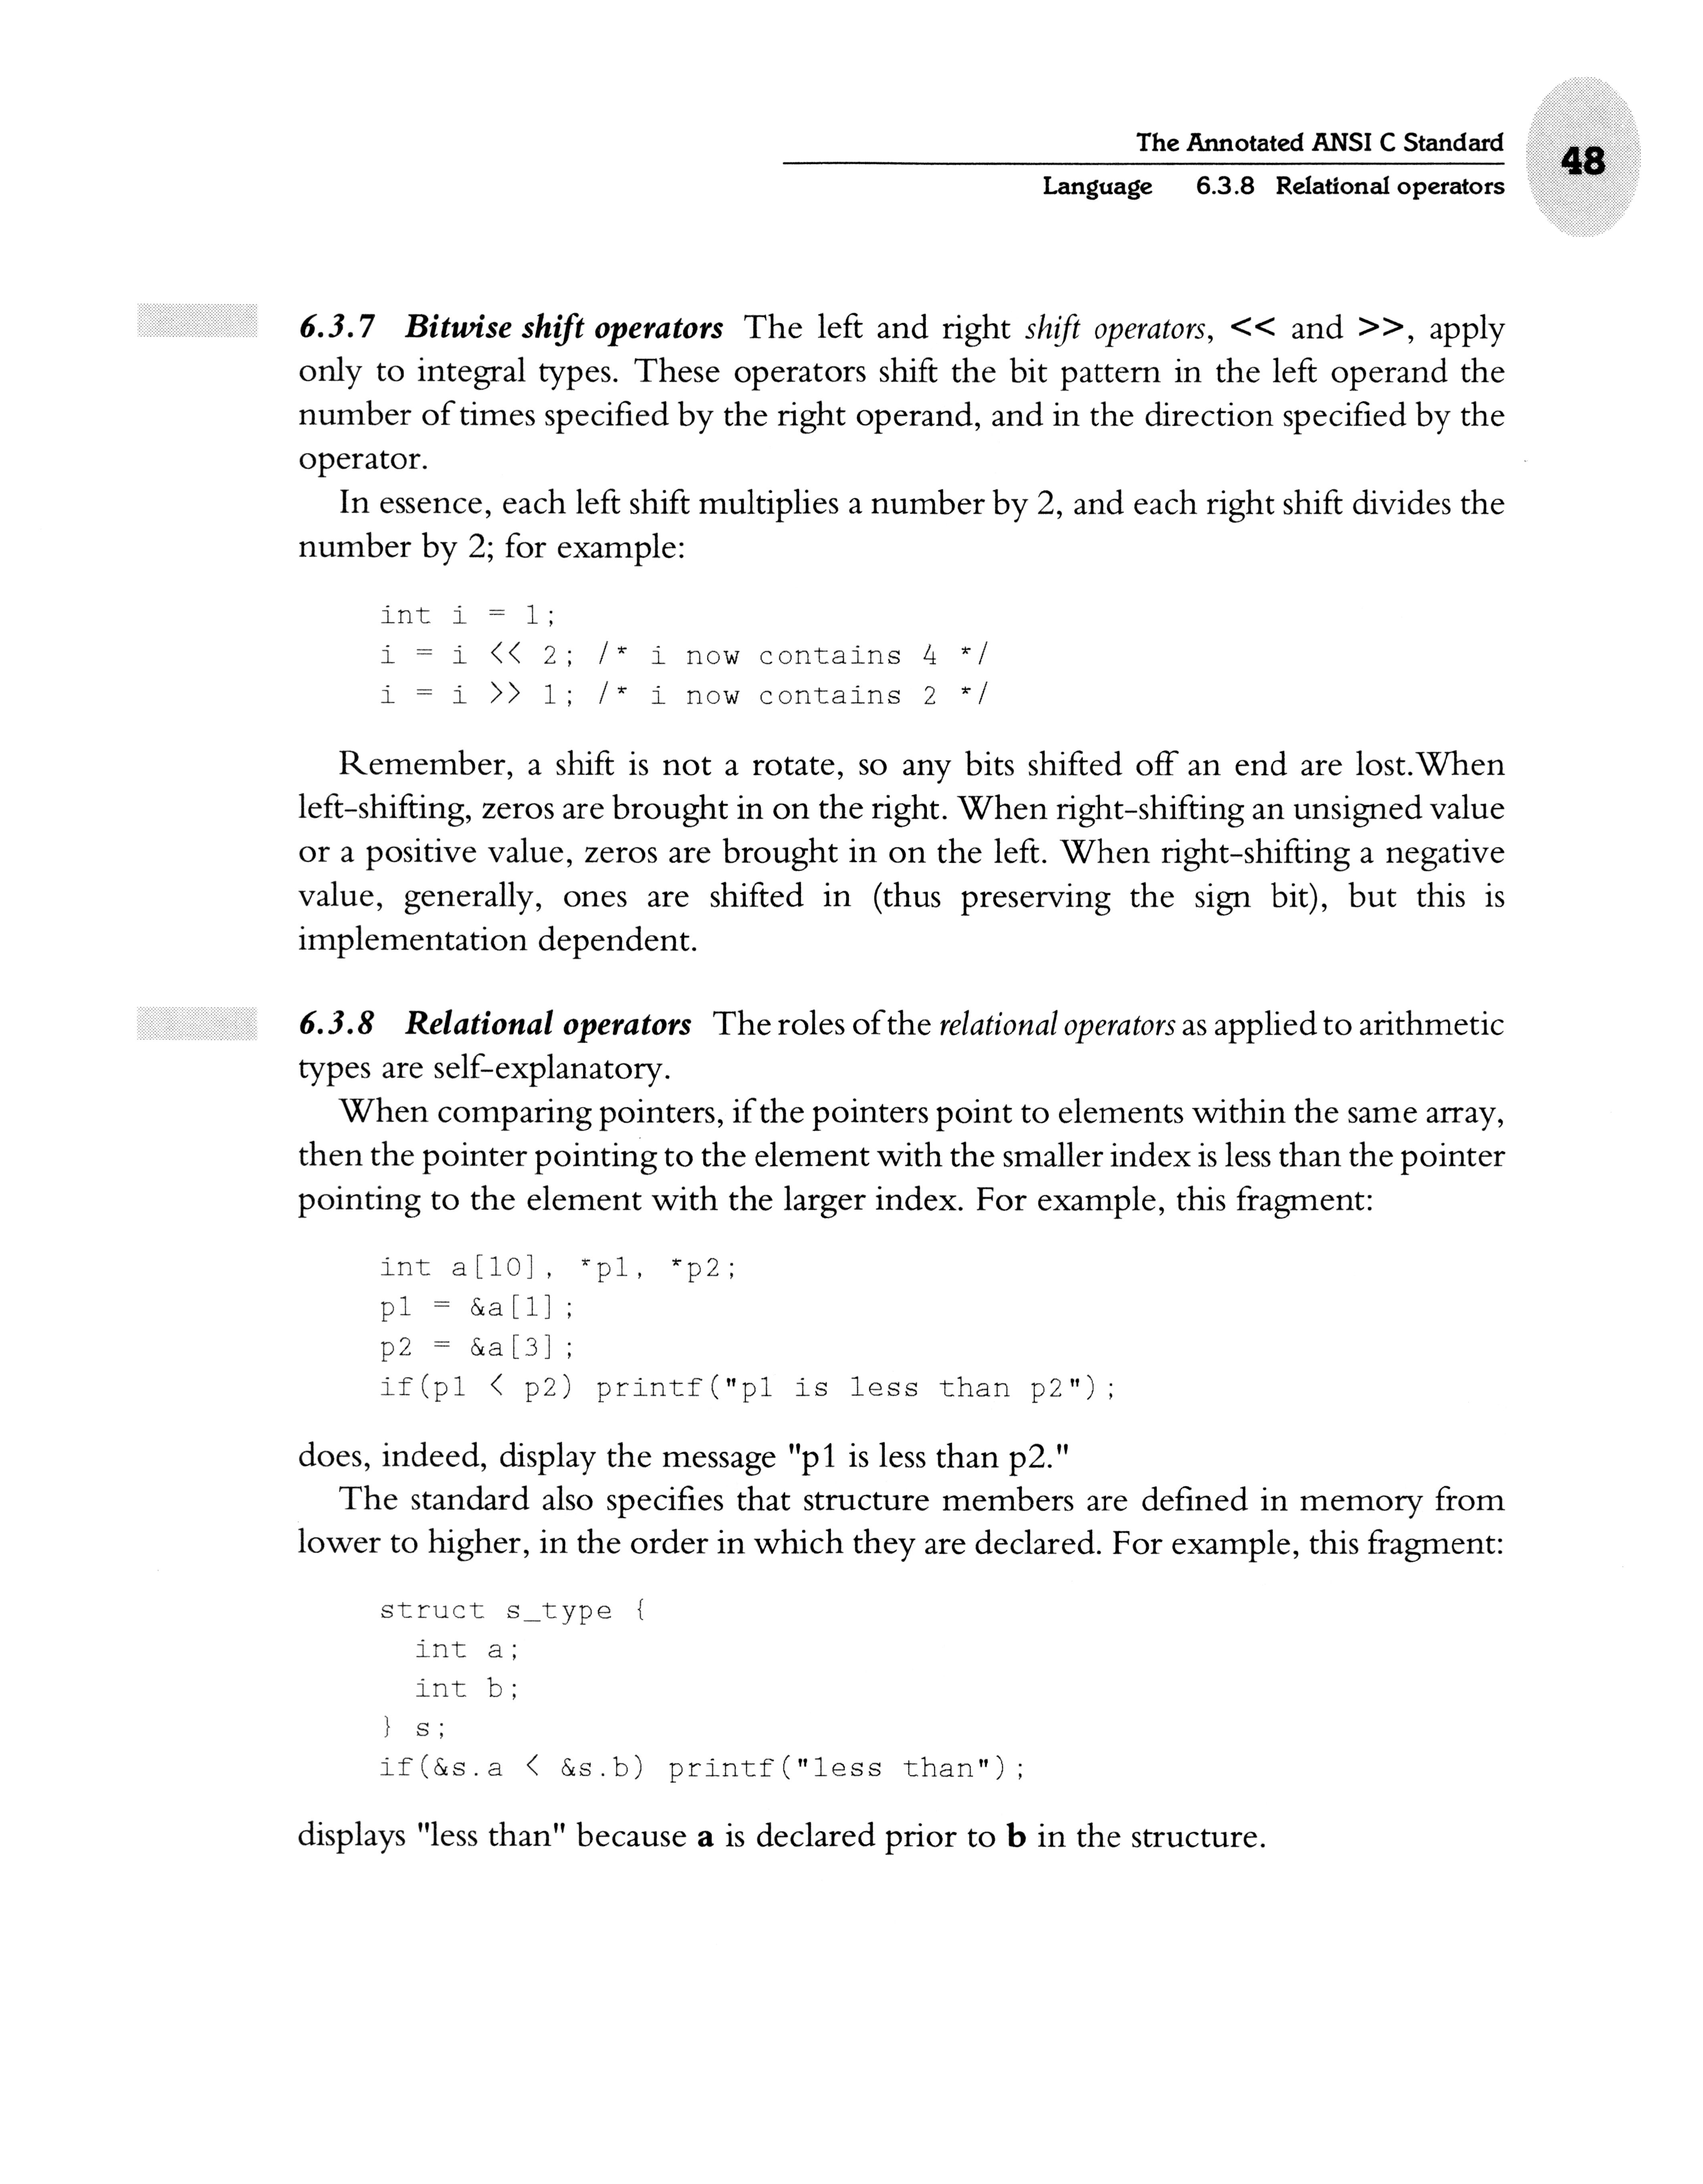 The Annotated ANSI C Standard
48
Language 6.3.8 Relational operators
6.3.7 Bitwise shift operators The left and right shift operators, << and >>, apply
only to integral types. These operators shift the bit pattern in the left operand the
number of times specified by the right operand, and in the direction specified by the
operator.
In essence, each left shift multiplies a number by 2, and each right shift divides the
number by 2; for example:
int i = 1;
i = i << 2; /* i now contains 4 */
i = i >> 1; /* i now contains 2 */
Remember, a shift is not a rotate, so any bits shifted off an end are lost.When
left-shifting, zeros are brought in on the right. When right-shifting an unsigned value
or a positive value, zeros are brought in on the left. When right-shifting a negative
value, generally, ones are shifted in (thus preserving the sign bit), but this is
implementation dependent.
6.3.8 Relational operators The roles of the relational operators as applied to arithmetic
types are self-explanatory.
When comparing pointers, if the pointers point to elements within the same array,
then the pointer pointing to the element with the smaller index is less than the pointer
pointing to the element with the larger index. For example, this fragment:
int a[10], *p1, *p2;
p1 = &a[1];
p2 = &a[3];
if(p1 < p2) printf("p1 is less than p2");
does, indeed, display the message "p1 is less than p2."
The standard also specifies that structure members are defined in memory from
lower to higher, in the order in which they are declared. For example, this fragment:
struct s_type {
int a;
int b;
} s;
if(&s.a < &s.b) printf("less than");
displays "less than" because a is declared prior to b in the structure.